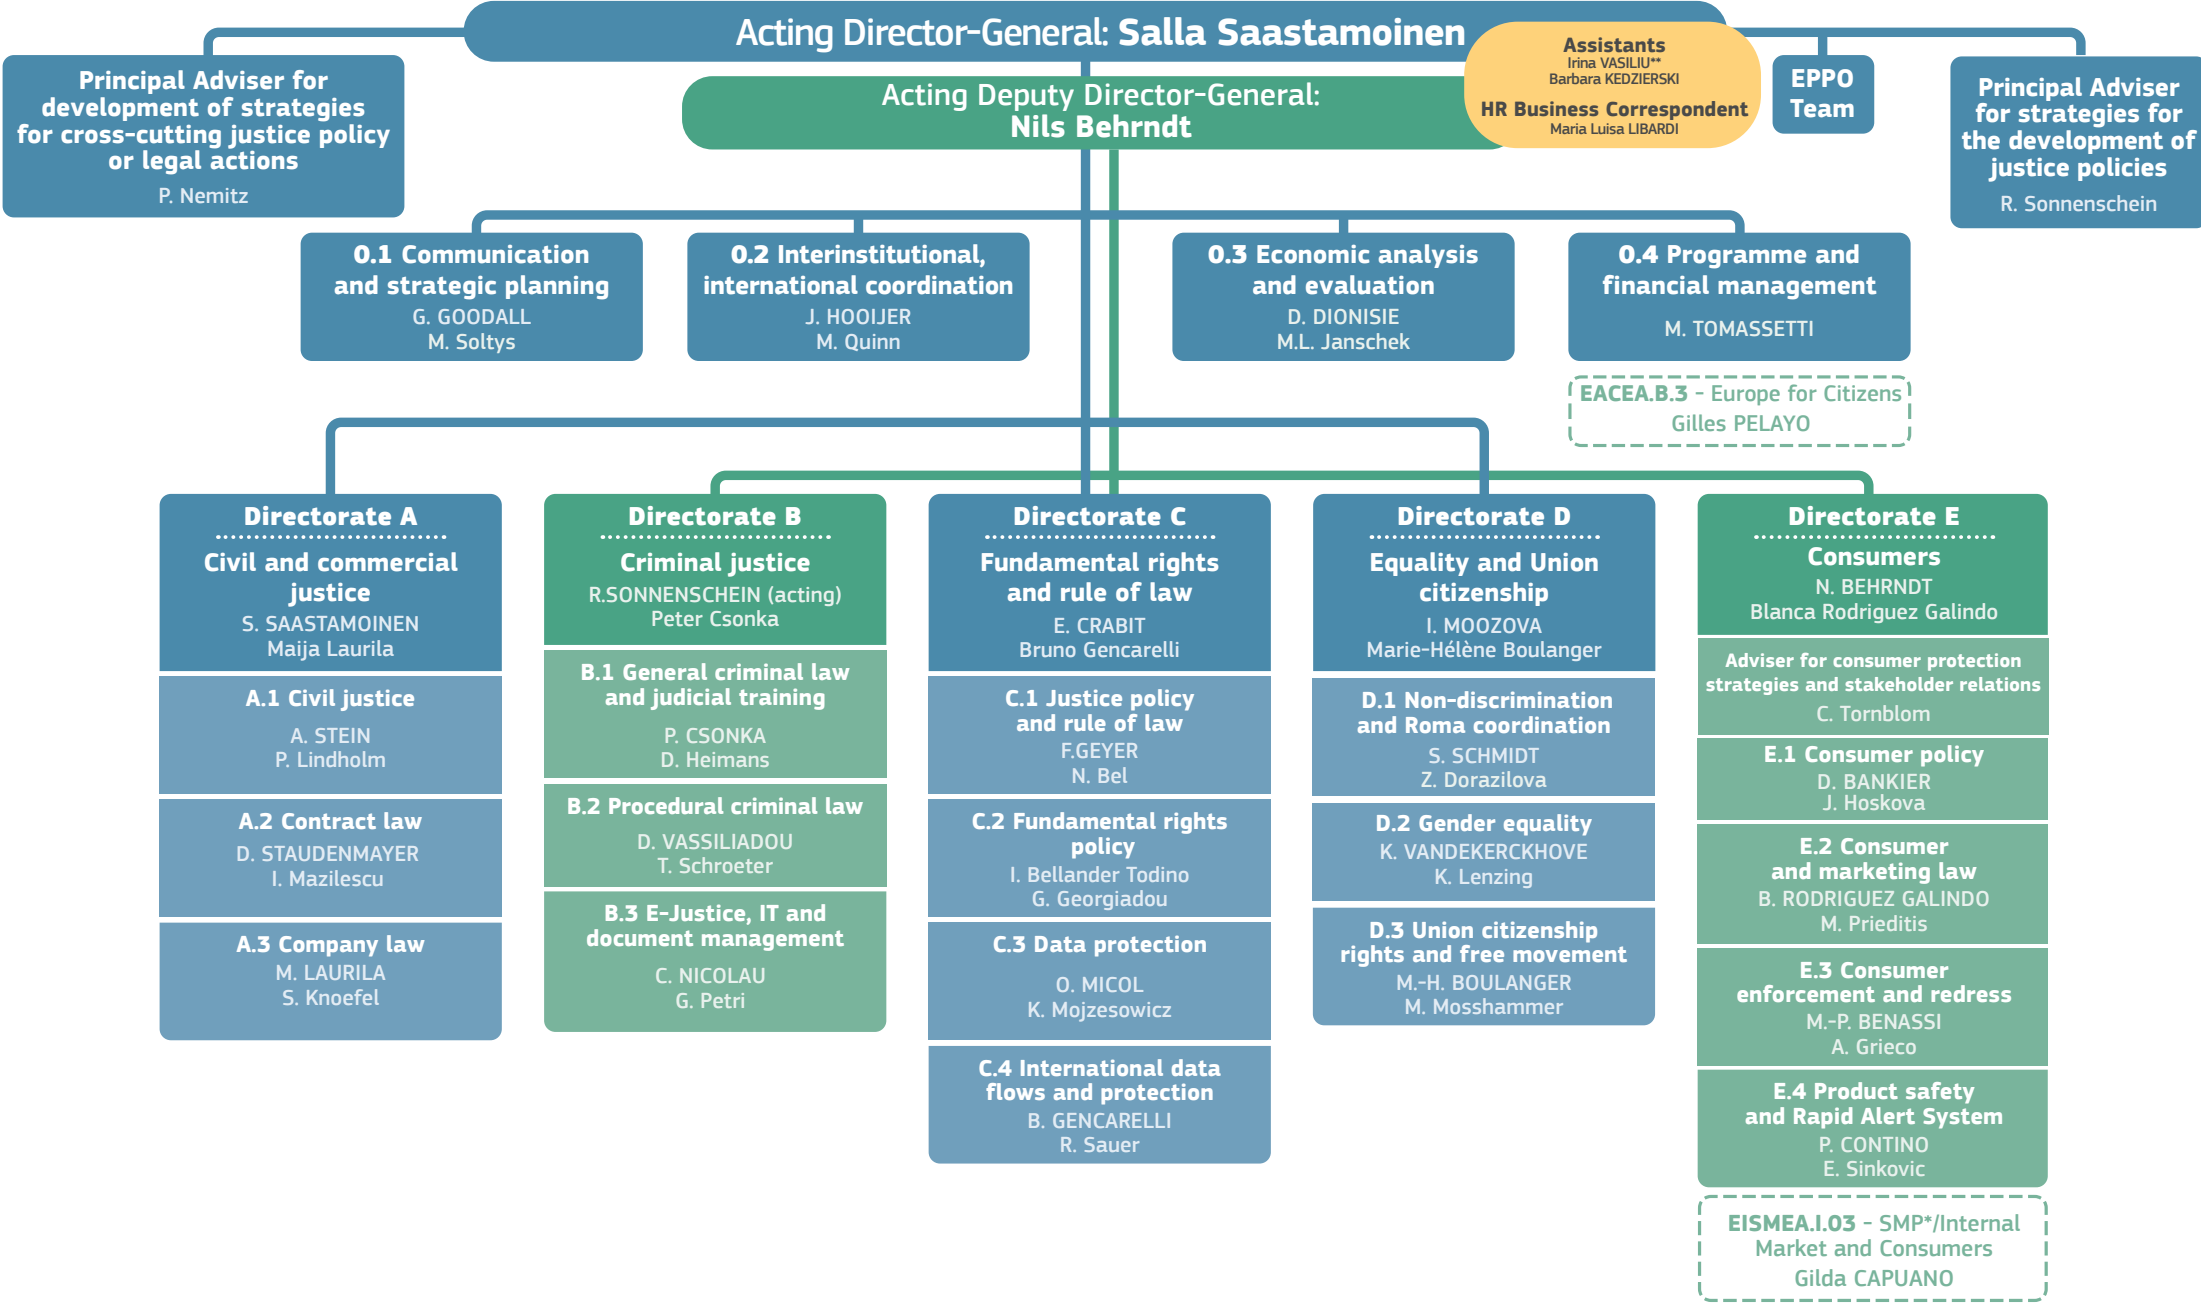 Acting Director-General: Salla Saastamoinen
Assistants
Irina VASILIU**
Barbara KEDZIERSKI
HR Business Correspondent
Maria Luisa LIBARDI
Acting Deputy Director-General:
Nils Behrndt
Principal Adviser for
development of strategies
for cross-cutting justice policy
or legal actions
P. Nemitz
EPPO
Team
Principal Adviser
for strategies for
the development of
justice policies
R. Sonnenschein
0.1 Communication
and strategic planning
G. GOODALL
M. Soltys
0.2 Interinstitutional,
international coordination
J. HOOIJER
M. Quinn
0.3 Economic analysis
and evaluation
D. DIONISIE
M.L. Janschek
0.4 Programme and
financial management
M. TOMASSETTI
EACEA.B.3 - Europe for Citizens
Gilles PELAYO
Directorate A
Civil and commercial
justice
S. SAASTAMOINEN
Maija Laurila
A.1 Civil justice
A. STEIN
P. Lindholm
A.2 Contract law
D. STAUDENMAYER
I. Mazilescu
A.3 Company law
M. LAURILA
S. Knoefel
Directorate B
Criminal justice
R.SONNENSCHEIN (acting)
Peter Csonka
B.1 General criminal law
and judicial training
P. CSONKA
D. Heimans
B.2 Procedural criminal law
D. VASSILIADOU
T. Schroeter
B.3 E-Justice, IT and
document management
C. NICOLAU
G. Petri
Directorate C
Fundamental rights
and rule of law
E. CRABIT
Bruno Gencarelli
C.1 Justice policy
and rule of law
F.GEYER
N. Bel
C.2 Fundamental rights
policy
I. Bellander Todino
G. Georgiadou
C.3 Data protection
O. MICOL
K. Mojzesowicz
C.4 International data
flows and protection
B. GENCARELLI
R. Sauer
Directorate D
Equality and Union
citizenship
I. MOOZOVA
Marie-Hélène Boulanger
D.1 Non-discrimination
and Roma coordination
S. SCHMIDT
Z. Dorazilova
D.2 Gender equality
K. VANDEKERCKHOVE
K. Lenzing
D.3 Union citizenship
rights and free movement
M.-H. BOULANGER
M. Mosshammer
Directorate E
Consumers
N. BEHRNDT
Blanca Rodriguez Galindo
Adviser for consumer protection
strategies and stakeholder relations
C. Tornblom
E.1 Consumer policy
D. BANKIER
J. Hoskova
E.2 Consumer
and marketing law
B. RODRIGUEZ GALINDO
M. Prieditis
E.3 Consumer
enforcement and redress
M.-P. BENASSI
A. Grieco
E.4 Product safety
and Rapid Alert System
P. CONTINO
E. Sinkovic
EISMEA.I.03 - SMP*/Internal
Market and Consumers
Gilda CAPUANO